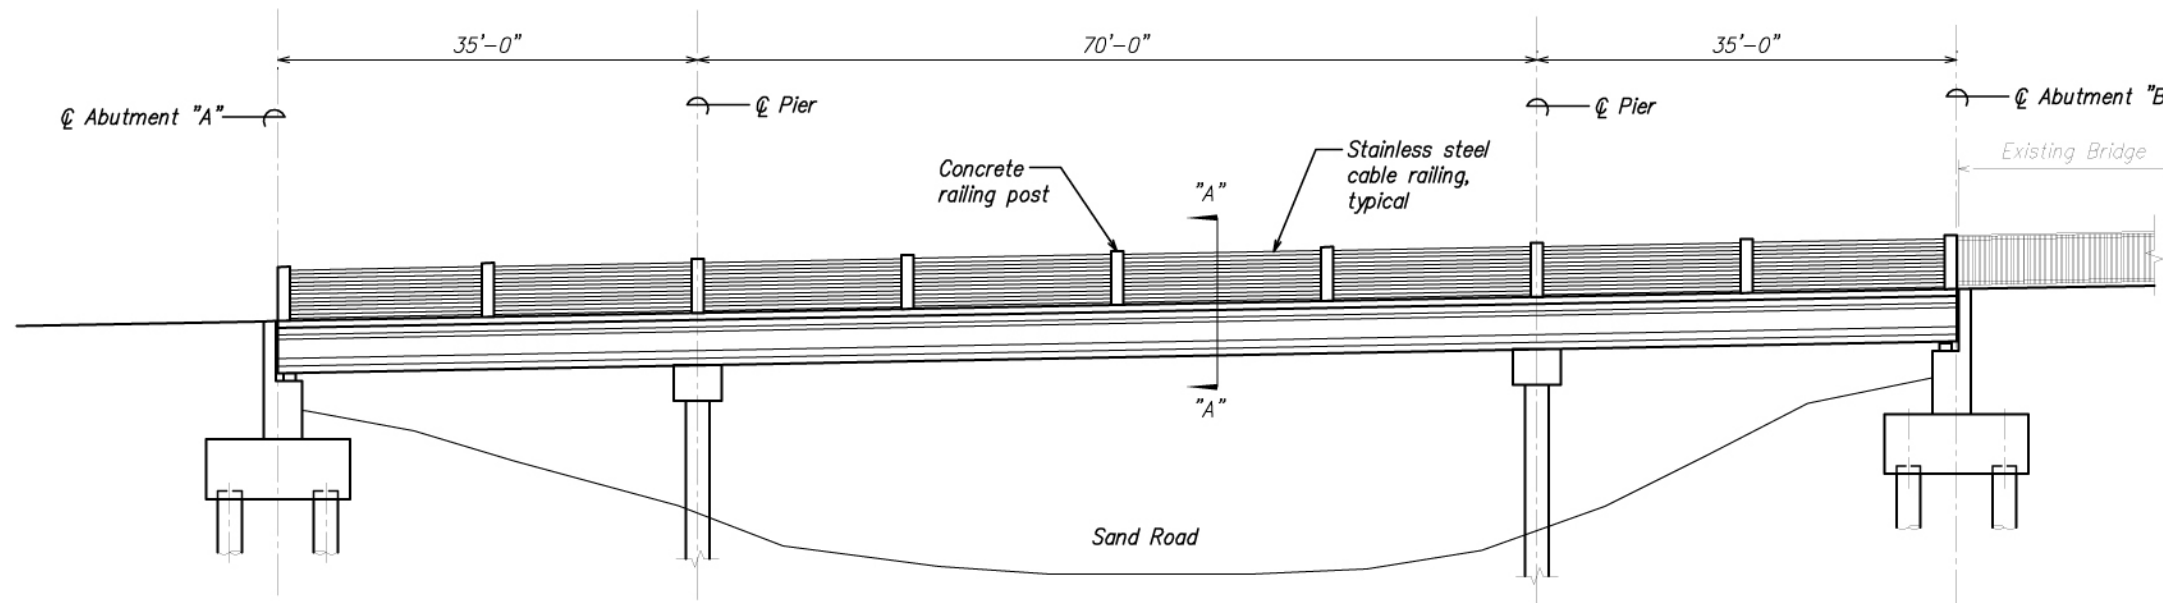 35'-0"
70'-0"
35'-0"
℄ Abutment "A"
℄ Pier
℄ Pier
℄ Abutment "B
Existing Bridge
Concrete
railing post
"A"
Stainless steel
cable railing,
typical
"A"
Sand Road